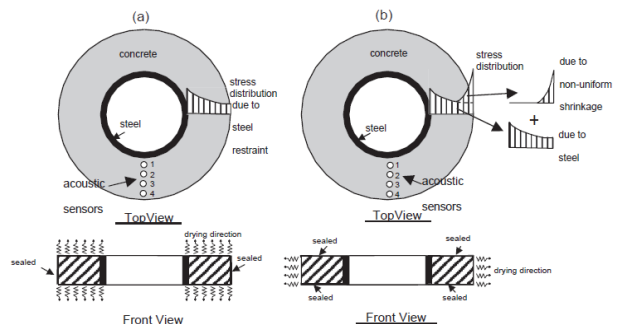 (a)
concrete
stress
distribution
due to
steel
restraint
steel
1
2
3
4
acoustic
sensors
TopView
drying direction
sealed
sealed
Front View
(b)
concrete
stress
distribution
due to
non-uniform
shrinkage
+
due to
steel
steel
1
2
3
4
acoustic
sensors
TopView
sealed
sealed
drying direction
sealed
sealed
Front View